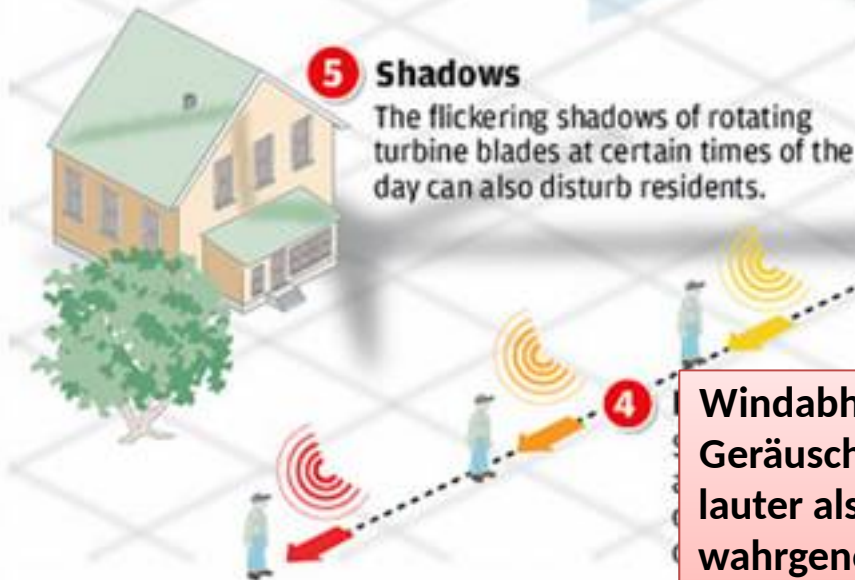 5 Shadows
The flickering shadows of rotating
turbine blades at certain times of the
day can also disturb residents.
4
Windabh
Geräusch
lauter als
wahrgen